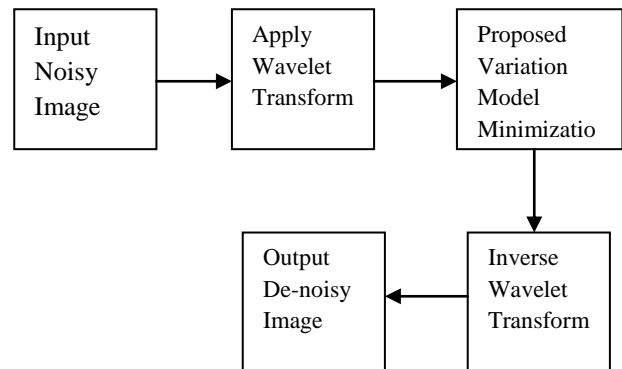 Input
Noisy
Image
Apply
Wavelet
Transform
Proposed
Variation
Model
Minimizatio
Inverse
Wavelet
Transform
Output
De-noisy
Image